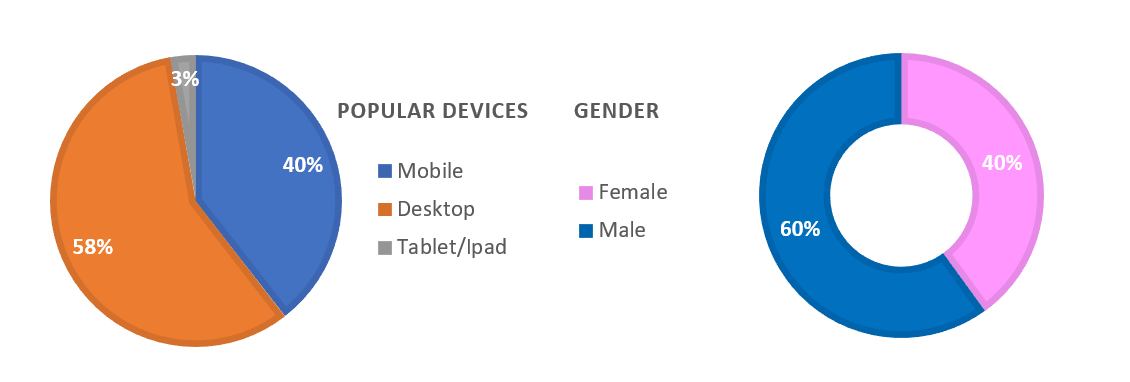 3%
40%
58%
POPULAR DEVICES
Mobile
Desktop
Tablet/Ipad
GENDER
Female
Male
40%
60%